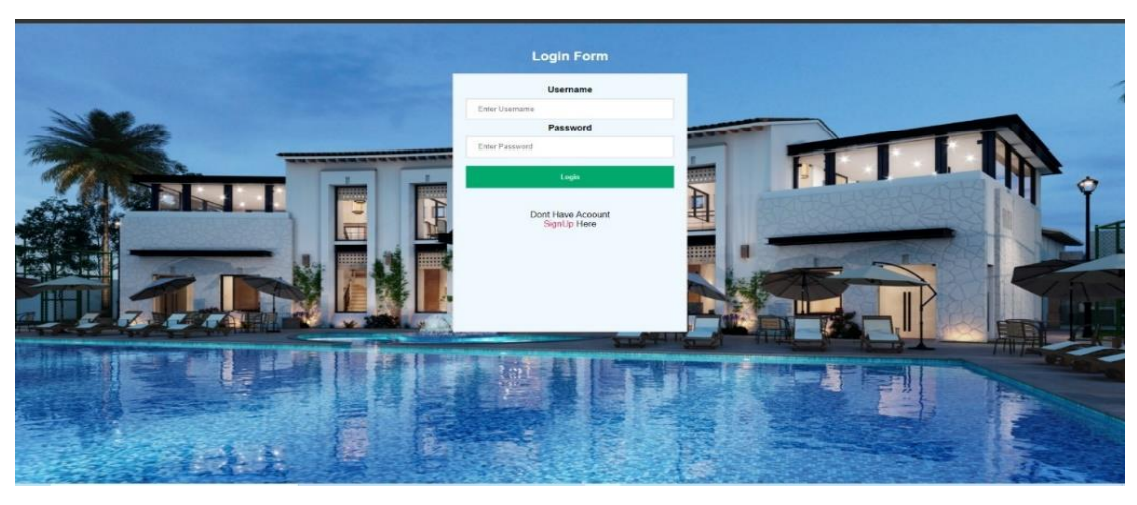 Login Form
Username
Enter Username
Password
Enter Password
Login
Dont Have Account
SignUp Here